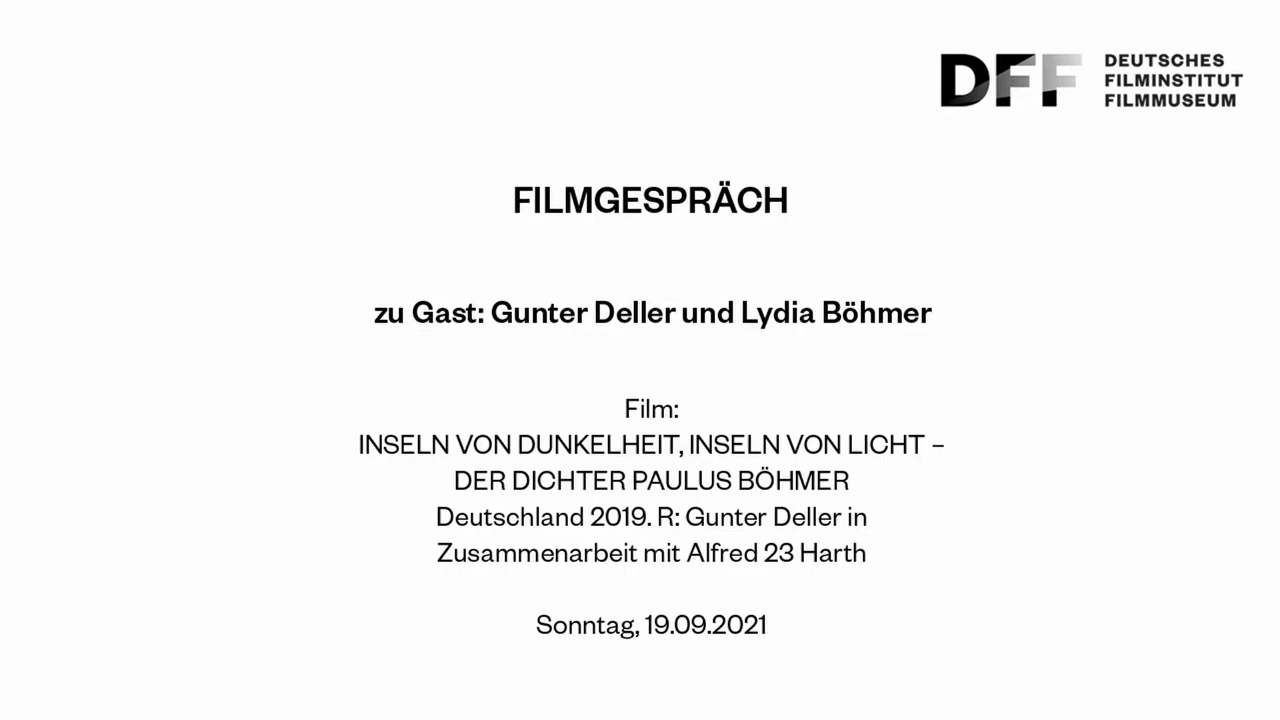 DFF
DEUTSCHES
FILMINSTITUT
FILMMUSEUM
FILMGESPRÄCH
zu Gast: Gunter Deller und Lydia Böhmer
Film:
INSELN VON DUNKELHEIT, INSELN VON LICHT –
DER DICHTER PAULUS BÖHMER
Deutschland 2019. R: Gunter Deller in
Zusammenarbeit mit Alfred 23 Harth
Sonntag, 19.09.2021